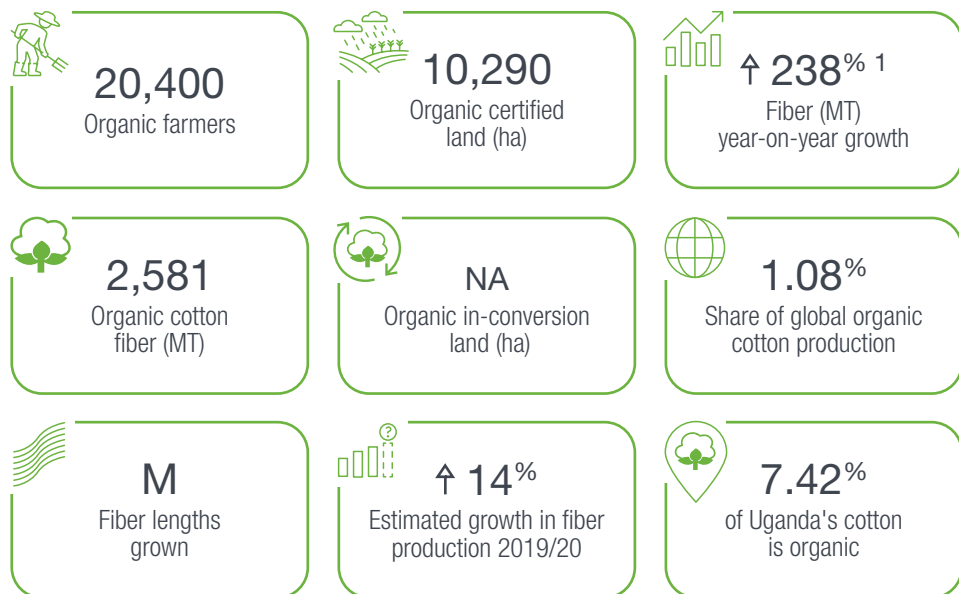 20,400
Organic farmers
10,290
Organic certified
land (ha)
↑ 238% 1
Fiber (MT)
year-on-year growth
2,581
Organic cotton
fiber (MT)
NA
Organic in-conversion
land (ha)
1.08%
Share of global organic
cotton production
M
Fiber lengths
grown
?
↑ 14%
Estimated growth in fiber
production 2019/20
7.42%
of Uganda's cotton
is organic